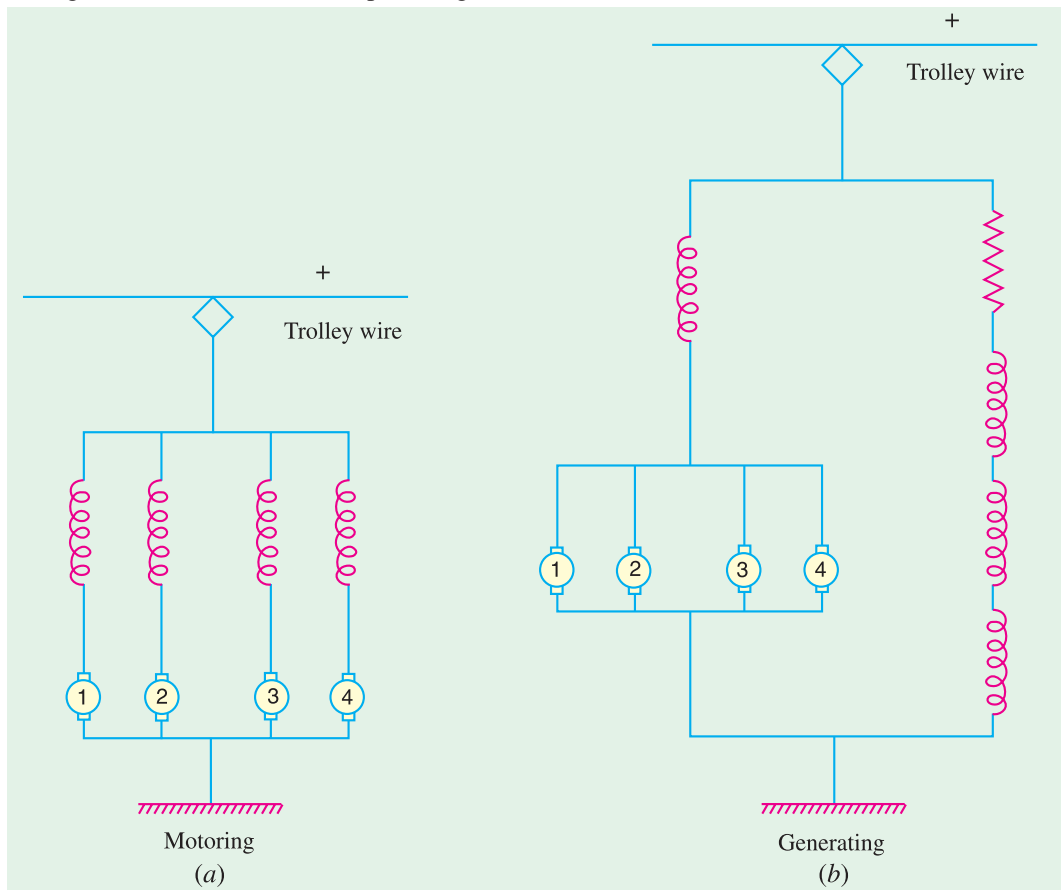 +
Trolley wire
+
Trolley wire
1 2 3 4
1 2 3 4
Motoring
(a)
Generating
(b)